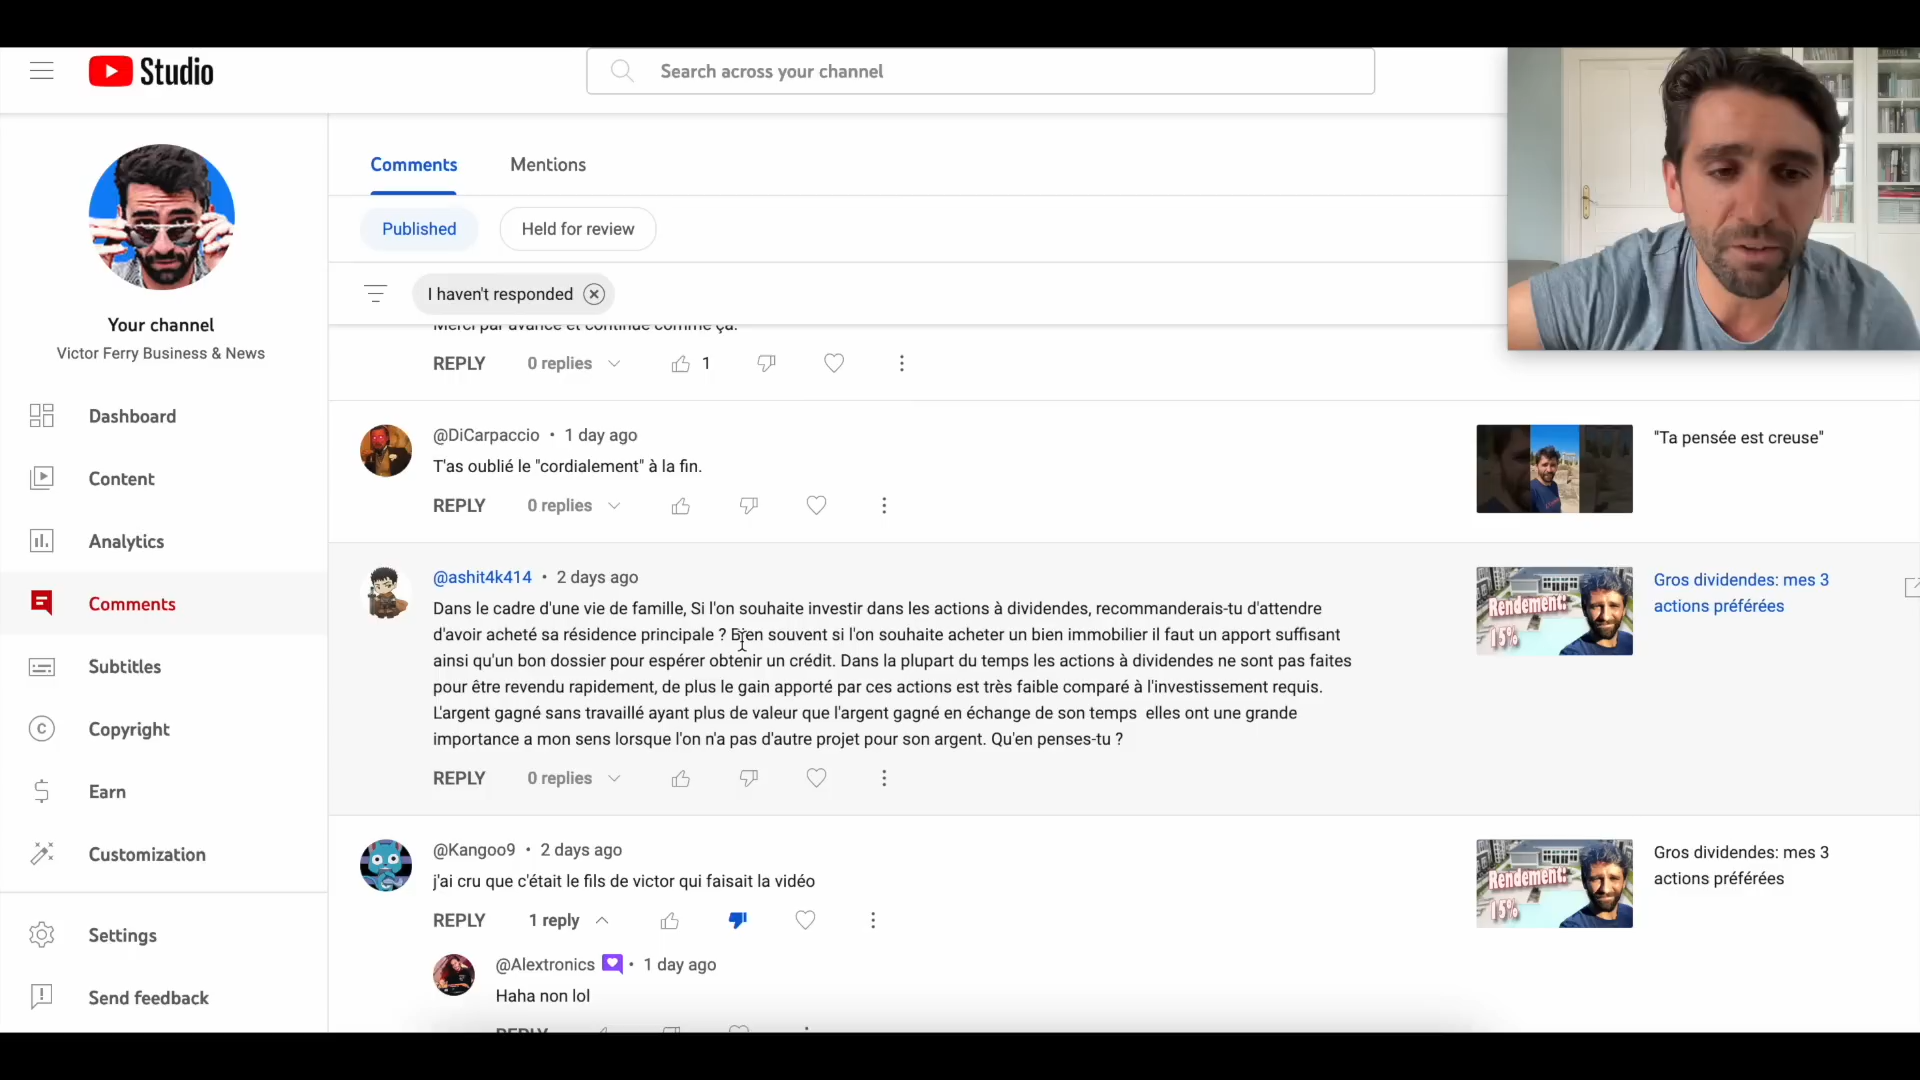 Studio
Search across your channel
Your channel
Victor Ferry Business & News
Dashboard
Content
Analytics
Comments
Subtitles
Copyright
Earn
Customization
Settings
Send feedback
Comments
Mentions
Published
Held for review
I haven't responded
Merci par avance et continue comme ça.
REPLY
0 replies
1
@DiCarpaccio • 1 day ago
T'as oublié le "cordialement" à la fin.
REPLY
0 replies
"Ta pensée est creuse"
@ashit4k414 • 2 days ago
Dans le cadre d'une vie de famille, Si l'on souhaite investir dans les actions à dividendes, recommanderais-tu d'attendre
d'avoir acheté sa résidence principale ? Bien souvent si l'on souhaite acheter un bien immobilier il faut un apport suffisant
ainsi qu'un bon dossier pour espérer obtenir un crédit. Dans la plupart du temps les actions à dividendes ne sont pas faites
pour être revendu rapidement, de plus le gain apporté par ces actions est très faible comparé à l'investissement requis.
L'argent gagné sans travaillé ayant plus de valeur que l'argent gagné en échange de son temps  elles ont une grande
importance a mon sens lorsque l'on n'a pas d'autre projet pour son argent. Qu'en penses-tu ?
REPLY
0 replies
Rendement:
15%
Gros dividendes: mes 3
actions préférées
@Kangoo9 • 2 days ago
j'ai cru que c'était le fils de victor qui faisait la vidéo
REPLY
1 reply
Rendement:
15%
Gros dividendes: mes 3
actions préférées
@Alextronics • 1 day ago
Haha non lol
REPLY